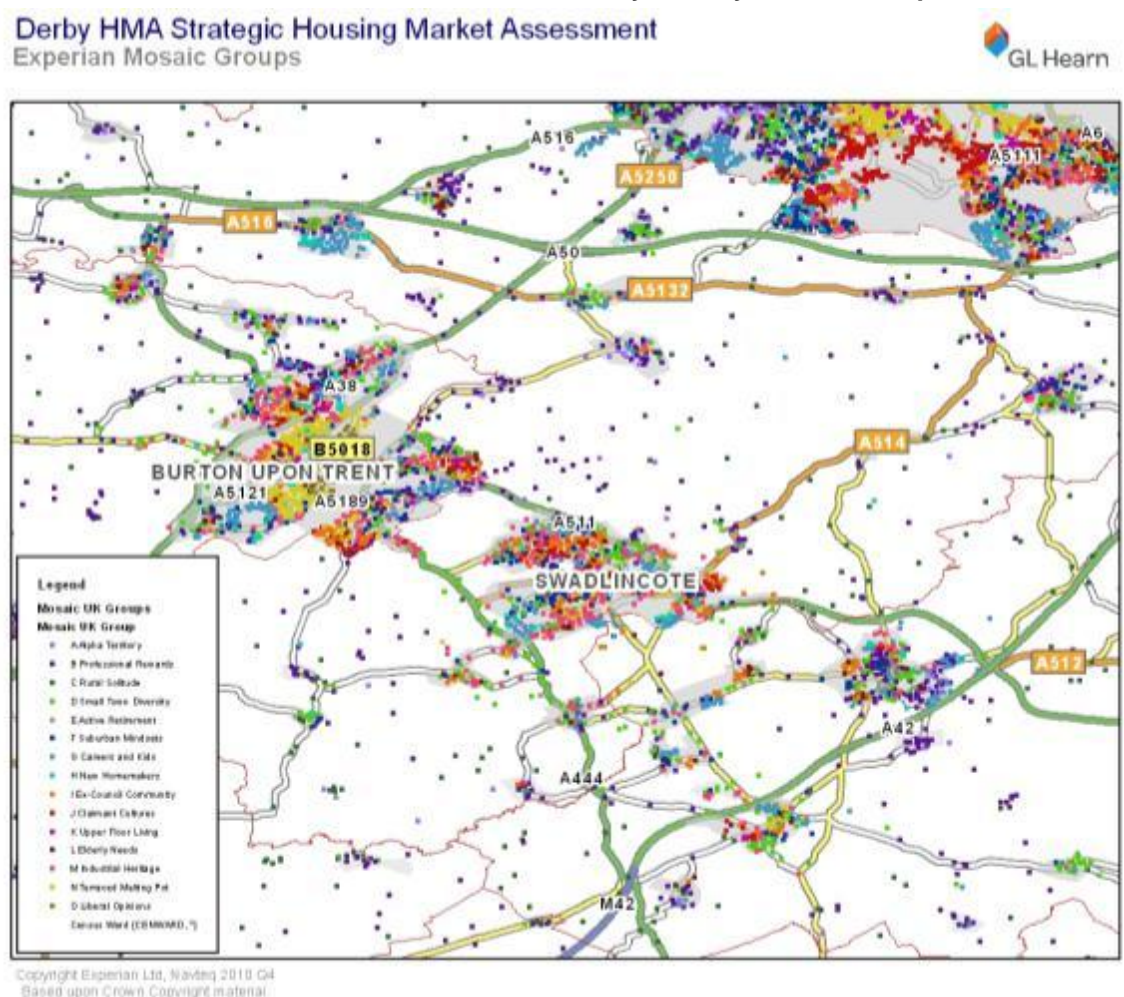 Derby HMA Strategic Housing Market Assessment
Experian Mosaic Groups
GL Hearn
A516
A6
A5111
A5250
A516
A50
A5132
A38
B5018
A514
BURTON UPON TRENT
A5121
A5189
A511
SWADLINCOTE
A512
A42
A444
M42
Legend
Mosaic UK Groups
Mosaic UK Group
A Alpha Territory
B Professional Rewards
C Rural Solitude
D Small Town Diversity
E Active Retirement
F Suburban Mindsets
G Careers and Kids
H New Homemakers
I Ex-Council Community
J Claimant Cultures
K Upper Floor Living
L Elderly Needs
M Industrial Heritage
N Terraced Melting Pot
O Liberal Opinions
Census Ward (CENWARD_*)
Copyright Experian Ltd, Navteq 2010 Q4
Based upon Crown Copyright material